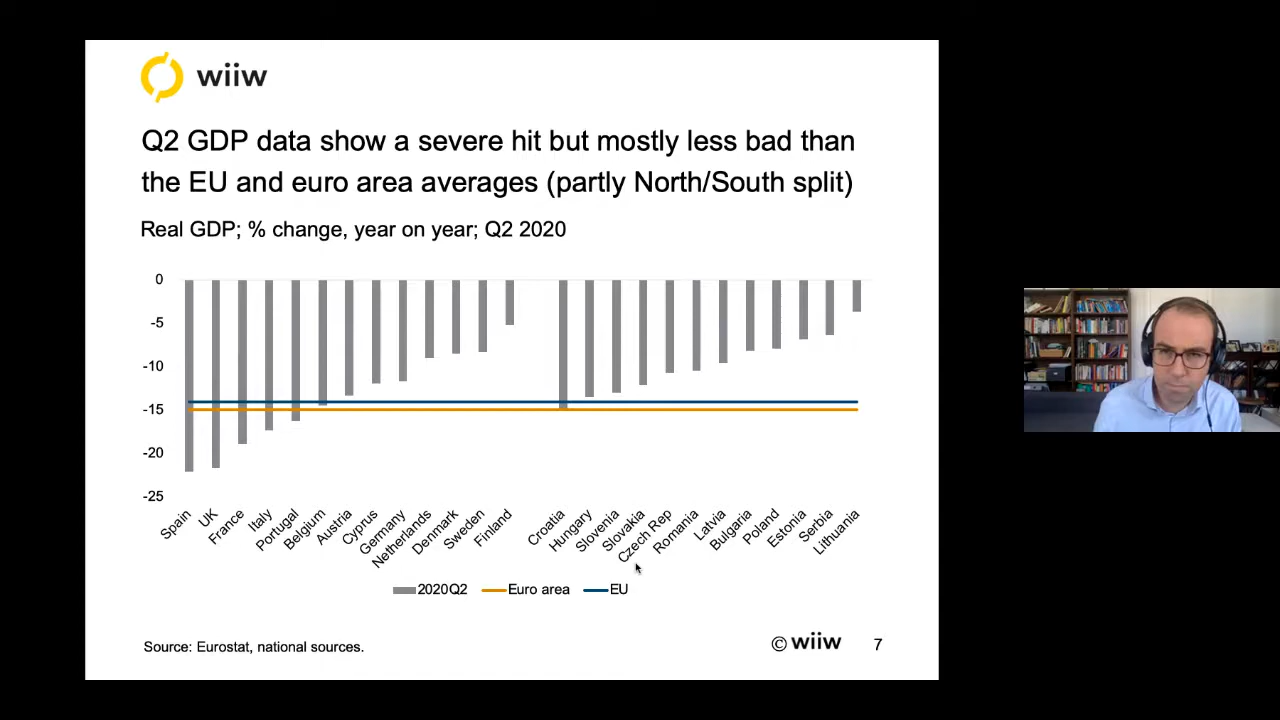 wiiw
Q2 GDP data show a severe hit but mostly less bad than
the EU and euro area averages (partly North/South split)
Real GDP; % change, year on year; Q2 2020
0
-5
-10
-15
-20
-25
Spain
UK
France
Italy
Portugal
Belgium
Austria
Cyprus
Germany
Netherlands
Denmark
Sweden
Finland
Croatia
Hungary
Slovenia
Slovakia
Czech Rep
Romania
Latvia
Bulgaria
Poland
Estonia
Serbia
Lithuania
2020Q2 Euro area EU
Source: Eurostat, national sources.
© wiiw 7